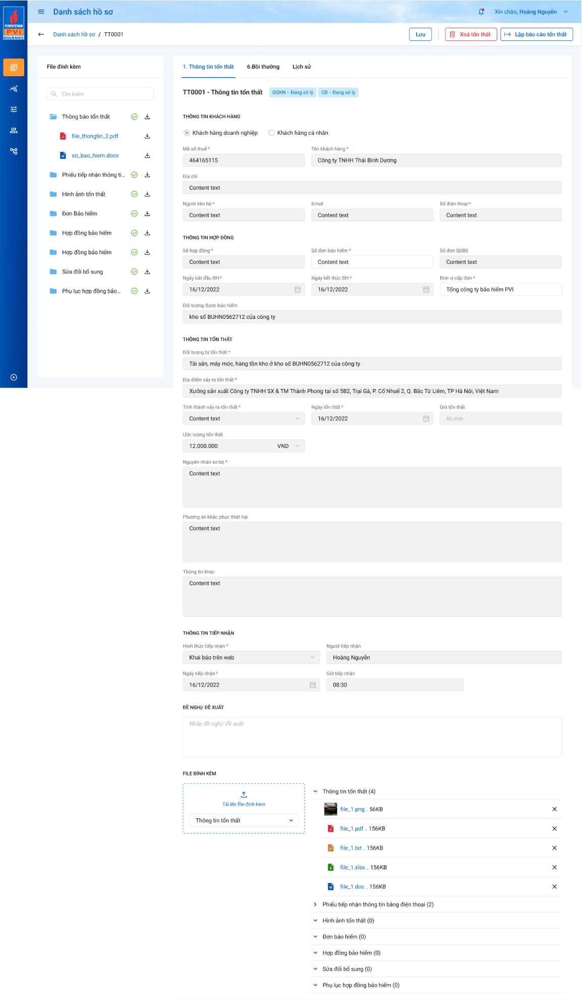 PETROVIETNAM
PVI
INSURANCE
Danh sách hồ sơ
Xin chào, Hoàng Nguyễn
Danh sách hồ sơ / TT0001
Lưu
Xoá tổn thất
Lập báo cáo tổn thất
File đính kèm
Tìm kiếm
Thông báo tổn thất
file_thongtin_2.pdf
so_bao_hiem.docx
Phiếu tiếp nhận thông ti...
Hình ảnh tổn thất
Đơn Bảo hiểm
Hợp đồng bảo hiểm
Hợp đồng bảo hiểm
Sửa đổi bổ sung
Phụ lục hợp đồng bảo...
1. Thông tin tổn thất
6.Bồi thường
Lịch sử
TT0001 - Thông tin tổn thất
GQKN - Đang xử lý
CĐ - Đang xử lý
THÔNG TIN KHÁCH HÀNG
Khách hàng doanh nghiệp
Khách hàng cá nhân
Mã số thuế *
Tên khách hàng *
464165115
Công ty TNHH Thái Bình Dương
Địa chỉ
Content text
Người liên hệ *
Email
Số điện thoại *
Content text
Content text
Content text
THÔNG TIN HỢP ĐỒNG
Số hợp đồng *
Số đơn bảo hiểm *
Số đơn SĐBS
Content text
Content text
Content text
Ngày bắt đầu BH *
Ngày kết thúc BH *
Đơn vị cấp đơn *
16/12/2022
16/12/2022
Tổng công ty bảo hiểm PVI
Đối tượng được bảo hiểm
kho số BUHN0562712 của công ty
THÔNG TIN TỔN THẤT
Đối tượng bị tổn thất *
Tài sản, máy móc, hàng tồn kho ở kho số BUHN0562712 của công ty
Địa điểm xảy ra tổn thất *
Xưởng sản xuất Công ty TNHH SX & TM Thành Phong tại số 5B2, Trại Gà, P. Cổ Nhuế 2, Q. Bắc Từ Liêm, TP Hà Nội, Việt Nam
Tỉnh thành xảy ra tổn thất *
Ngày tổn thất *
Giờ tổn thất
Content text
16/12/2022
hh:mm
Ước lượng tổn thất
12.000.000
VND
Nguyên nhân sơ bộ *
Content text
Phương án khắc phục thiệt hại
Content text
Thông tin khác
Content text
THÔNG TIN TIẾP NHẬN
Hình thức tiếp nhận *
Người tiếp nhận
Khai báo trên web
Hoàng Nguyễn
Ngày tiếp nhận *
Giờ tiếp nhận
16/12/2022
08:30
ĐỀ NGHỊ/ ĐỀ XUẤT
Nhập đề nghị/ đề xuất
FILE ĐÍNH KÈM
Tải lên file đính kèm
Thông tin tổn thất
Thông tin tổn thất (4)
file_1.png . 56KB
file_1.pdf . 156KB
file_1.txt . 156KB
file_1.xlsx . 156KB
file_1.doc . 156KB
Phiếu tiếp nhận thông tin bằng điện thoại (2)
Hình ảnh tổn thất (0)
Đơn bảo hiểm (0)
Hợp đồng bảo hiểm (0)
Sửa đổi bổ sung (0)
Phụ lục hợp đồng bảo hiểm (0)